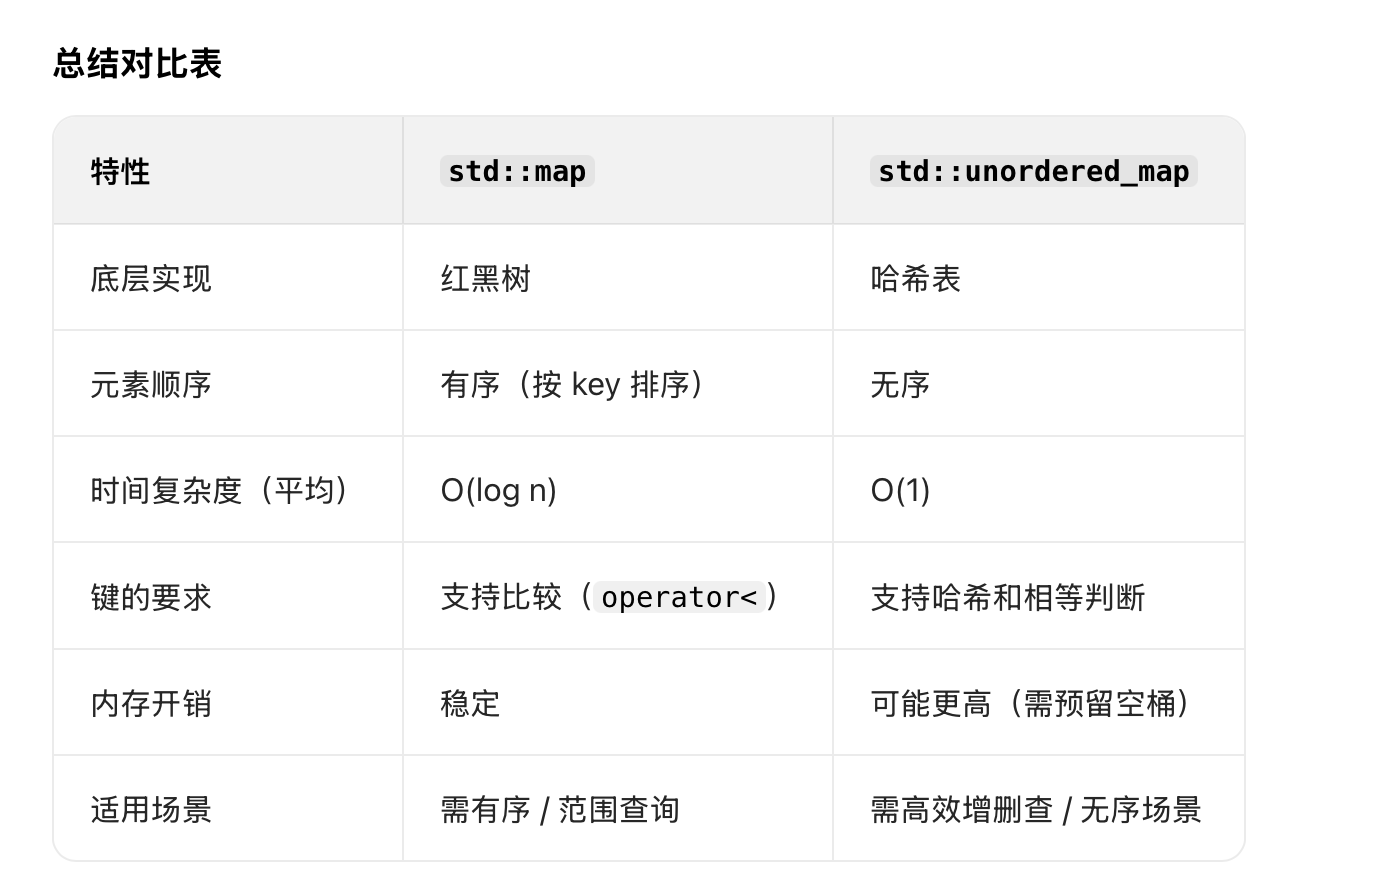 总结对比表
特性 std::map std::unordered_map
底层实现 红黑树 哈希表
元素顺序 有序（按 key 排序） 无序
时间复杂度（平均） O(log n) O(1)
键的要求 支持比较（operator<） 支持哈希和相等判断
内存开销 稳定 可能更高（需预留空桶）
适用场景 需有序 / 范围查询 需高效增删查 / 无序场景